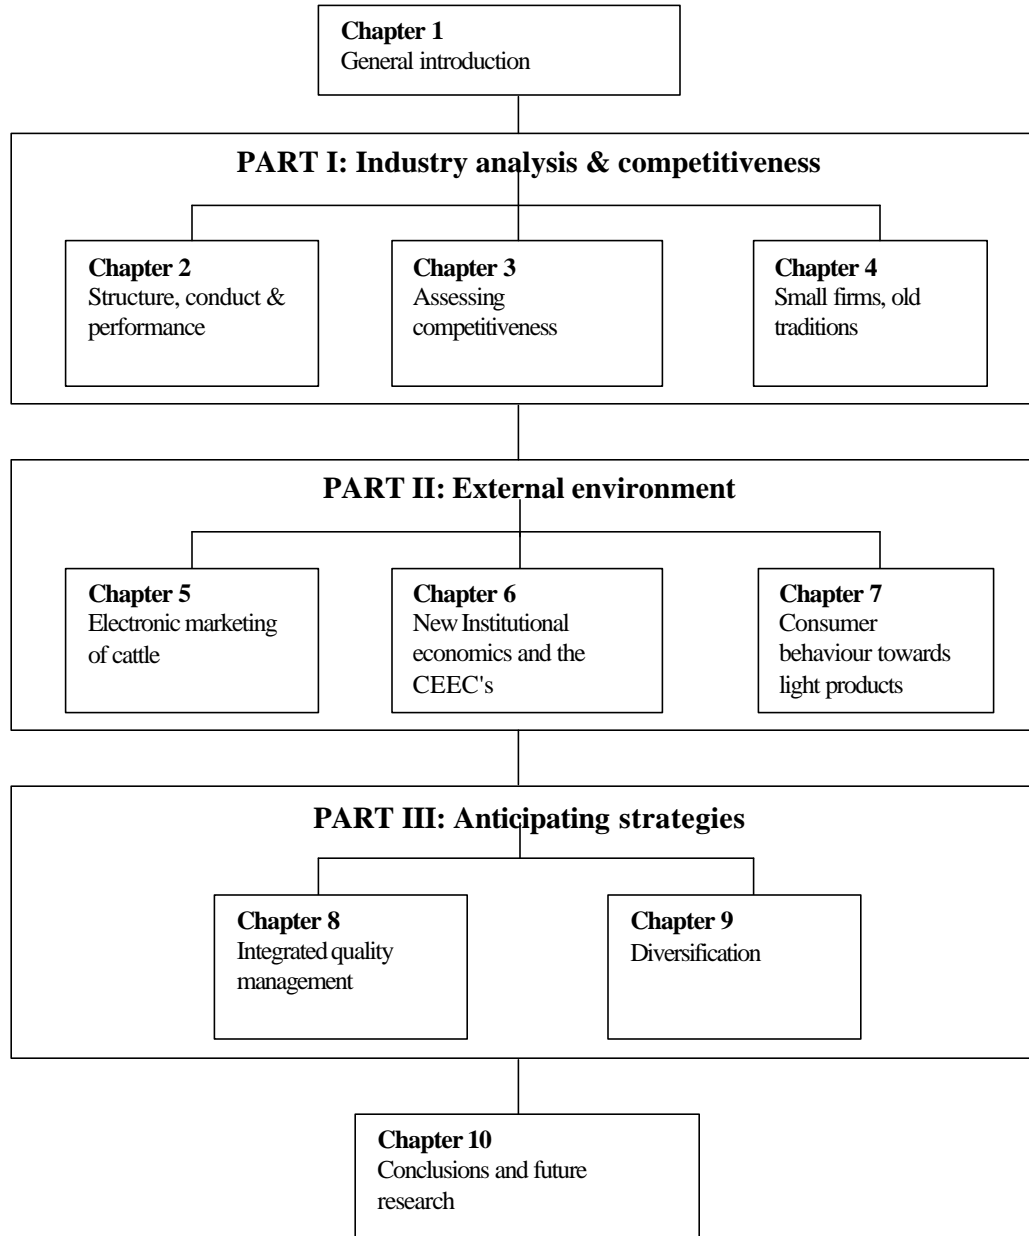 Chapter 1
General introduction
PART I: Industry analysis & competitiveness
Chapter 2
Structure, conduct &
performance
Chapter 3
Assessing
competitiveness
Chapter 4
Small firms, old
traditions
PART II: External environment
Chapter 5
Electronic marketing
of cattle
Chapter 6
New Institutional
economics and the
CEEC's
Chapter 7
Consumer
behaviour towards
light products
PART III: Anticipating strategies
Chapter 8
Integrated quality
management
Chapter 9
Diversification
Chapter 10
Conclusions and future
research